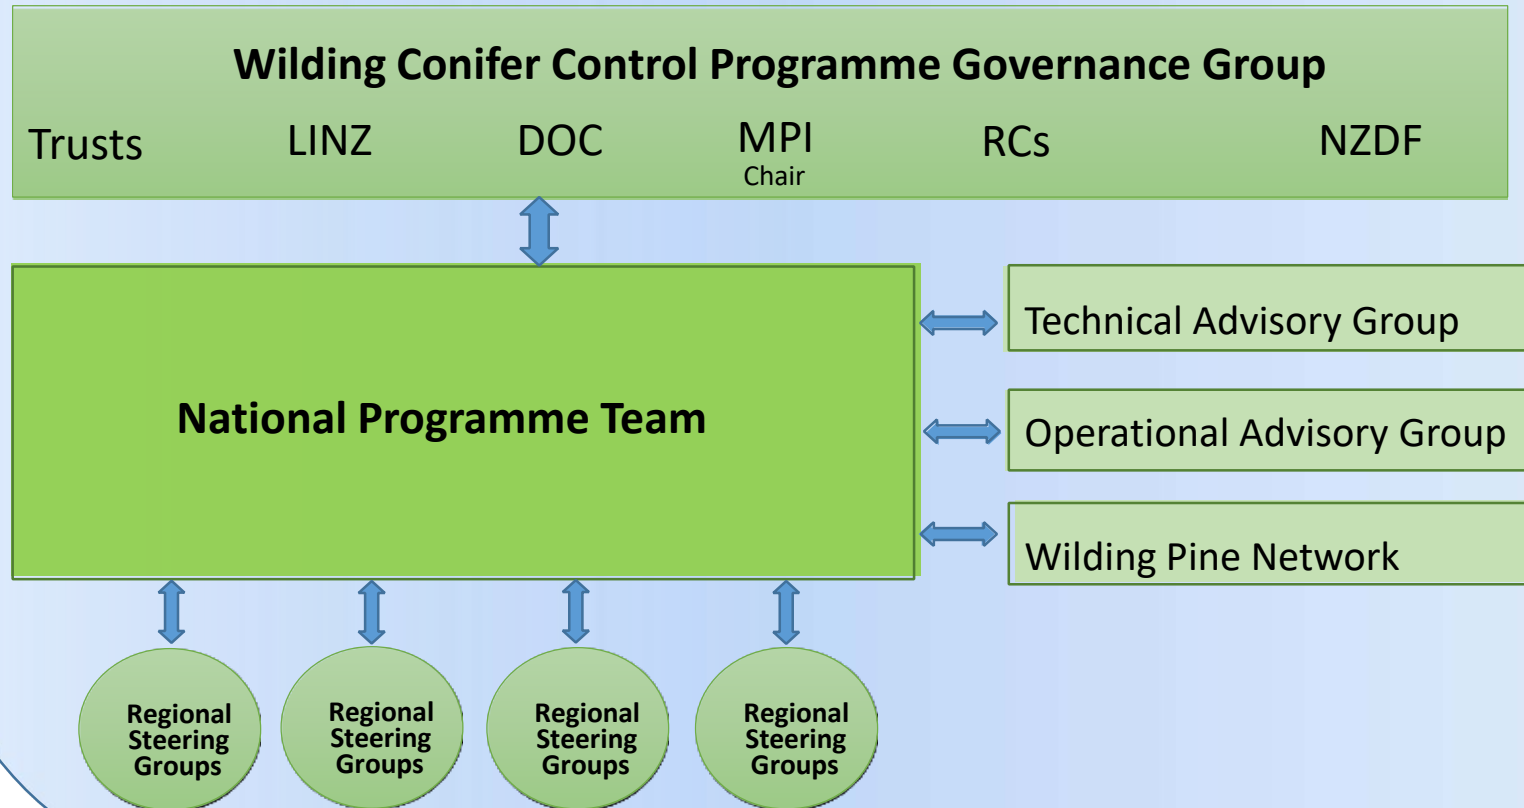 Wilding Conifer Control Programme Governance Group
Trusts LINZ DOC MPI RCs NZDF
Chair
National Programme Team
Technical Advisory Group
Operational Advisory Group
Wilding Pine Network
Regional
Steering
Groups
Regional
Steering
Groups
Regional
Steering
Groups
Regional
Steering
Groups